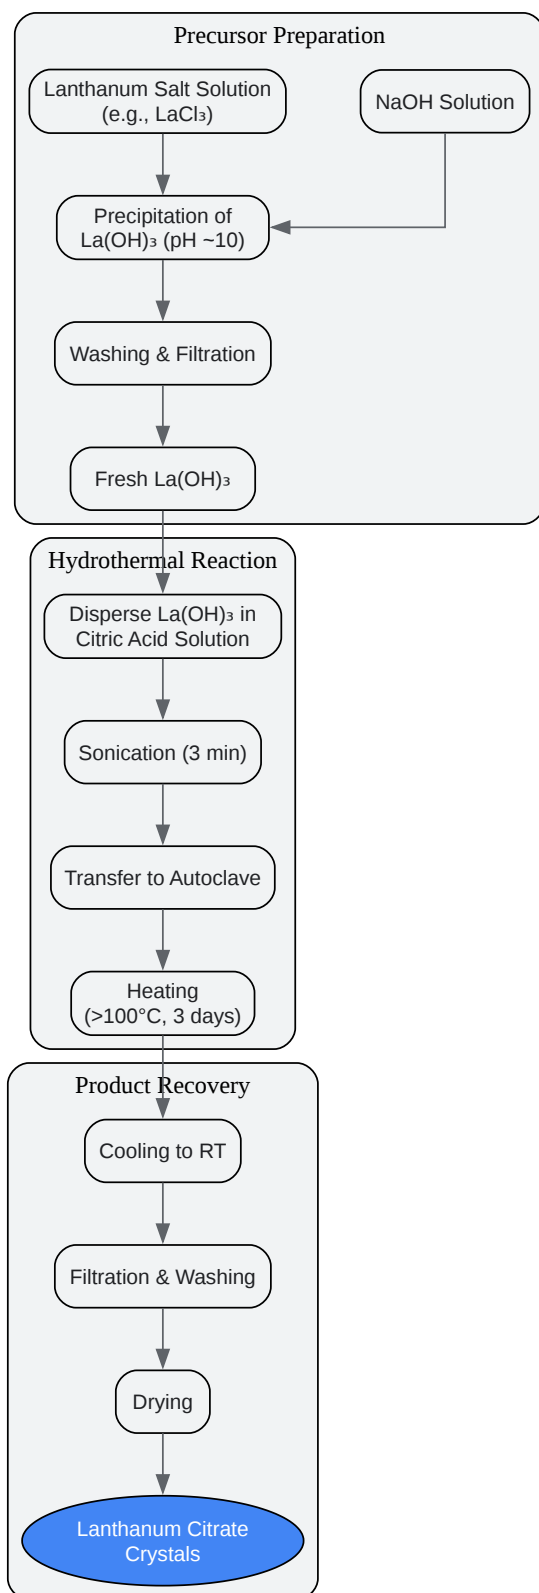 Precursor Preparation
Lanthanum Salt Solution
(e.g., LaCl₃)
NaOH Solution
Precipitation of
La(OH)₃ (pH ~10)
Washing & Filtration
Fresh La(OH)₃
Hydrothermal Reaction
Disperse La(OH)₃ in
Citric Acid Solution
Sonication (3 min)
Transfer to Autoclave
Heating
(>100°C, 3 days)
Product Recovery
Cooling to RT
Filtration & Washing
Drying
Lanthanum Citrate
Crystals